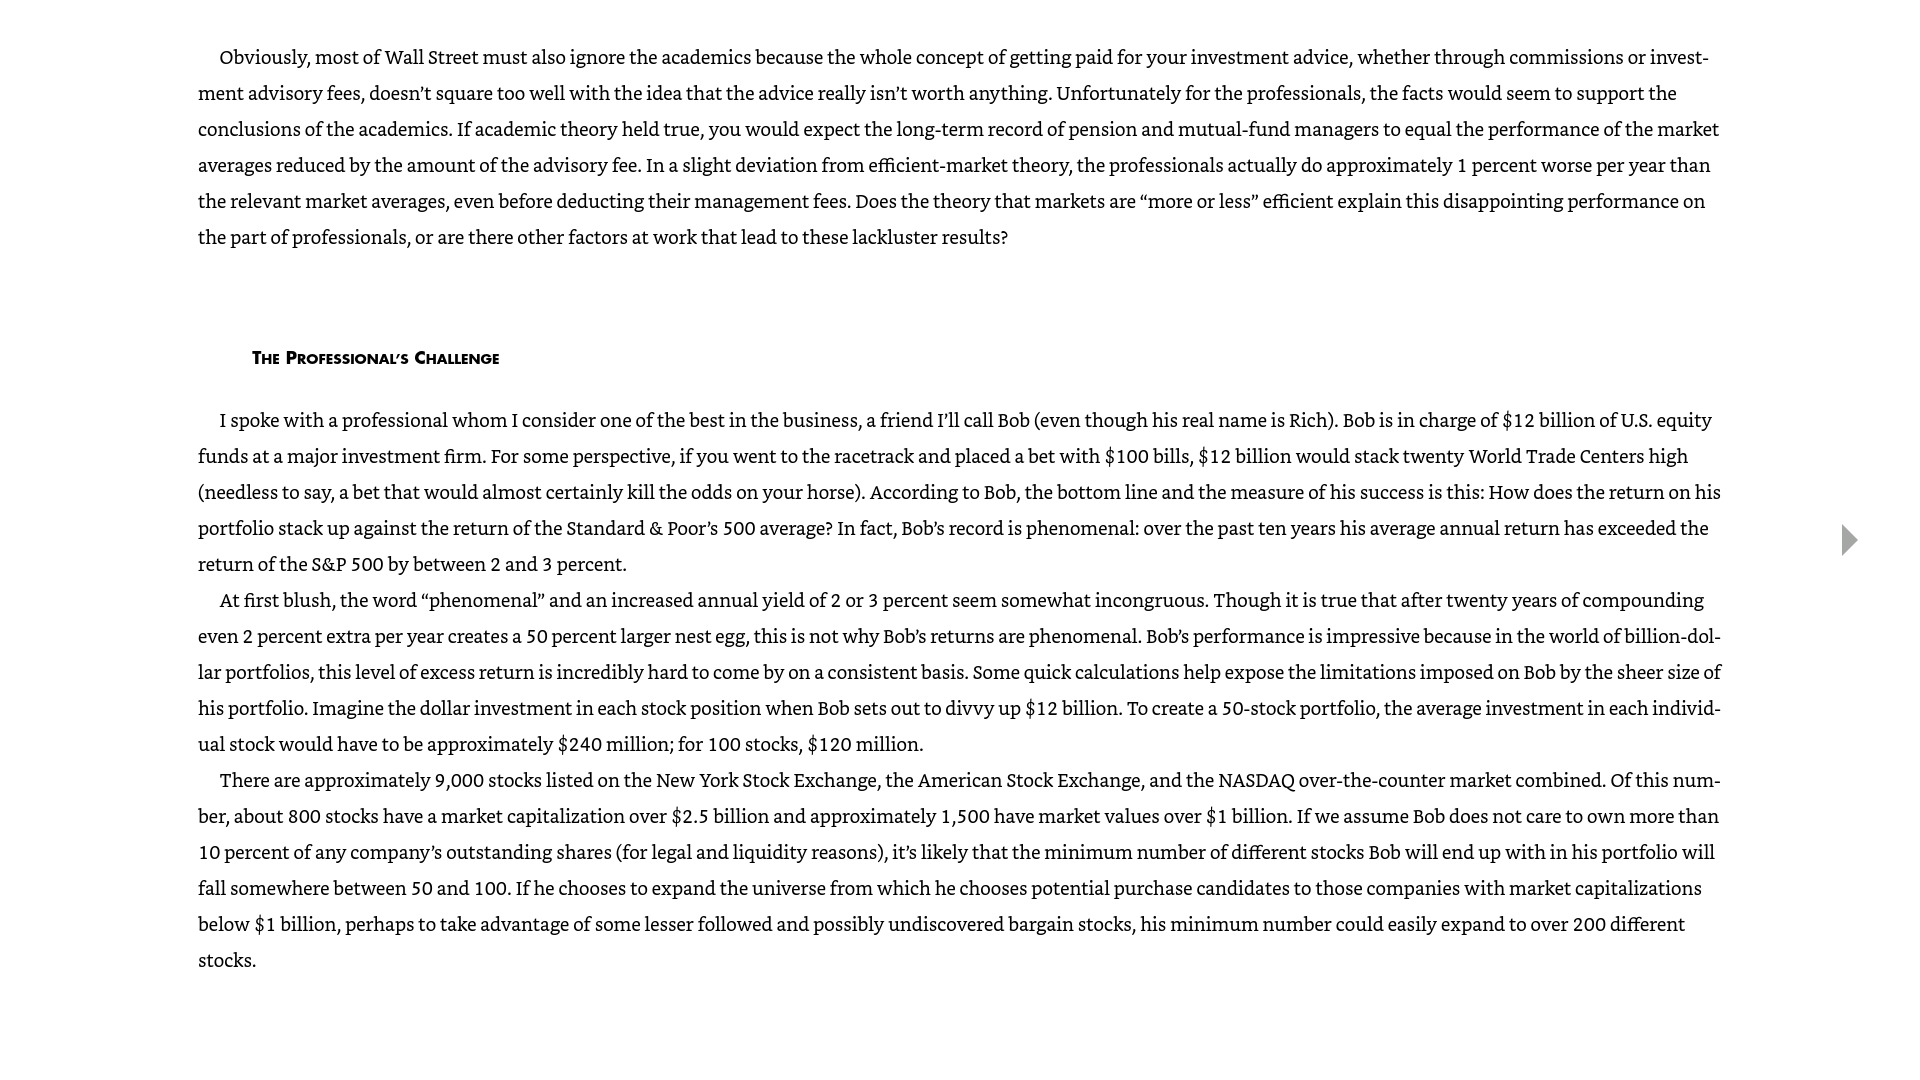 Obviously, most of Wall Street must also ignore the academics because the whole concept of getting paid for your investment advice, whether through commissions or invest-
ment advisory fees, doesn’t square too well with the idea that the advice really isn’t worth anything. Unfortunately for the professionals, the facts would seem to support the
conclusions of the academics. If academic theory held true, you would expect the long-term record of pension and mutual-fund managers to equal the performance of the market
averages reduced by the amount of the advisory fee. In a slight deviation from efficient-market theory, the professionals actually do approximately 1 percent worse per year than
the relevant market averages, even before deducting their management fees. Does the theory that markets are “more or less” efficient explain this disappointing performance on
the part of professionals, or are there other factors at work that lead to these lackluster results?
The Professional’s Challenge
I spoke with a professional whom I consider one of the best in the business, a friend I’ll call Bob (even though his real name is Rich). Bob is in charge of $12 billion of U.S. equity
funds at a major investment firm. For some perspective, if you went to the racetrack and placed a bet with $100 bills, $12 billion would stack twenty World Trade Centers high
(needless to say, a bet that would almost certainly kill the odds on your horse). According to Bob, the bottom line and the measure of his success is this: How does the return on his
portfolio stack up against the return of the Standard & Poor’s 500 average? In fact, Bob’s record is phenomenal: over the past ten years his average annual return has exceeded the
return of the S&P 500 by between 2 and 3 percent.
At first blush, the word “phenomenal” and an increased annual yield of 2 or 3 percent seem somewhat incongruous. Though it is true that after twenty years of compounding
even 2 percent extra per year creates a 50 percent larger nest egg, this is not why Bob’s returns are phenomenal. Bob’s performance is impressive because in the world of billion-dol-
lar portfolios, this level of excess return is incredibly hard to come by on a consistent basis. Some quick calculations help expose the limitations imposed on Bob by the sheer size of
his portfolio. Imagine the dollar investment in each stock position when Bob sets out to divvy up $12 billion. To create a 50-stock portfolio, the average investment in each individ-
ual stock would have to be approximately $240 million; for 100 stocks, $120 million.
There are approximately 9,000 stocks listed on the New York Stock Exchange, the American Stock Exchange, and the NASDAQ over-the-counter market combined. Of this num-
ber, about 800 stocks have a market capitalization over $2.5 billion and approximately 1,500 have market values over $1 billion. If we assume Bob does not care to own more than
10 percent of any company’s outstanding shares (for legal and liquidity reasons), it’s likely that the minimum number of different stocks Bob will end up with in his portfolio will
fall somewhere between 50 and 100. If he chooses to expand the universe from which he chooses potential purchase candidates to those companies with market capitalizations
below $1 billion, perhaps to take advantage of some lesser followed and possibly undiscovered bargain stocks, his minimum number could easily expand to over 200 different
stocks.